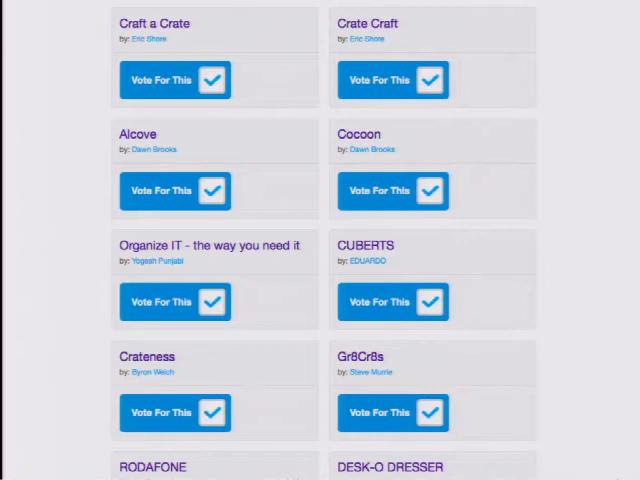 Craft a Crate
by: Eric Shore
Vote For This
Crate Craft
by: Eric Shore
Vote For This
Alcove
by: Dawn Brooks
Vote For This
Cocoon
by: Dawn Brooks
Vote For This
Organize IT - the way you need it
by: Yogesh Punjabi
Vote For This
CUBERTS
by: EDUARDO
Vote For This
Crateness
by: Byron Welch
Vote For This
Gr8Cr8s
by: Steve Murrie
Vote For This
RODAFONE
DESK-O DRESSER